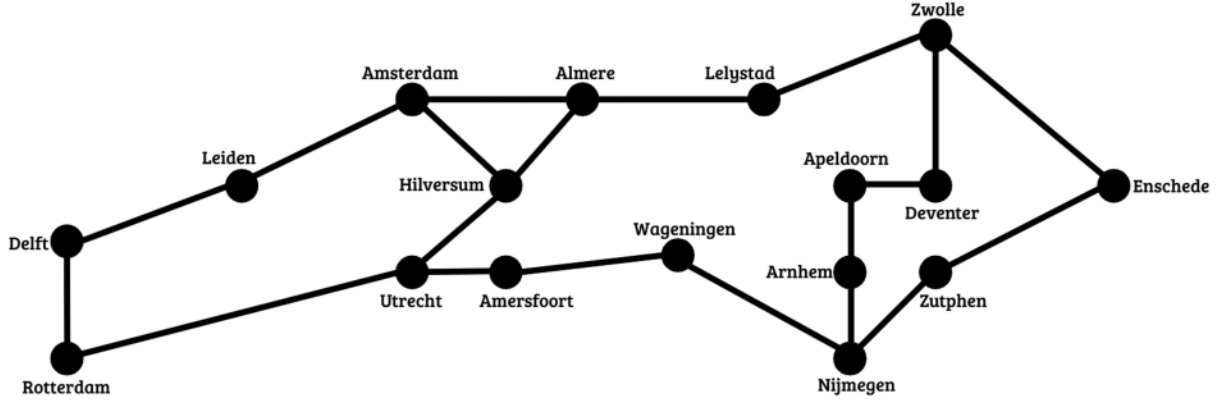 Zwolle
Amsterdam
Almere
Lelystad
Leiden
Apeldoorn
Hilversum
Enschede
Deventer
Wageningen
Delft
Arnhem
Utrecht
Amersfoort
Zutphen
Rotterdam
Nijmegen